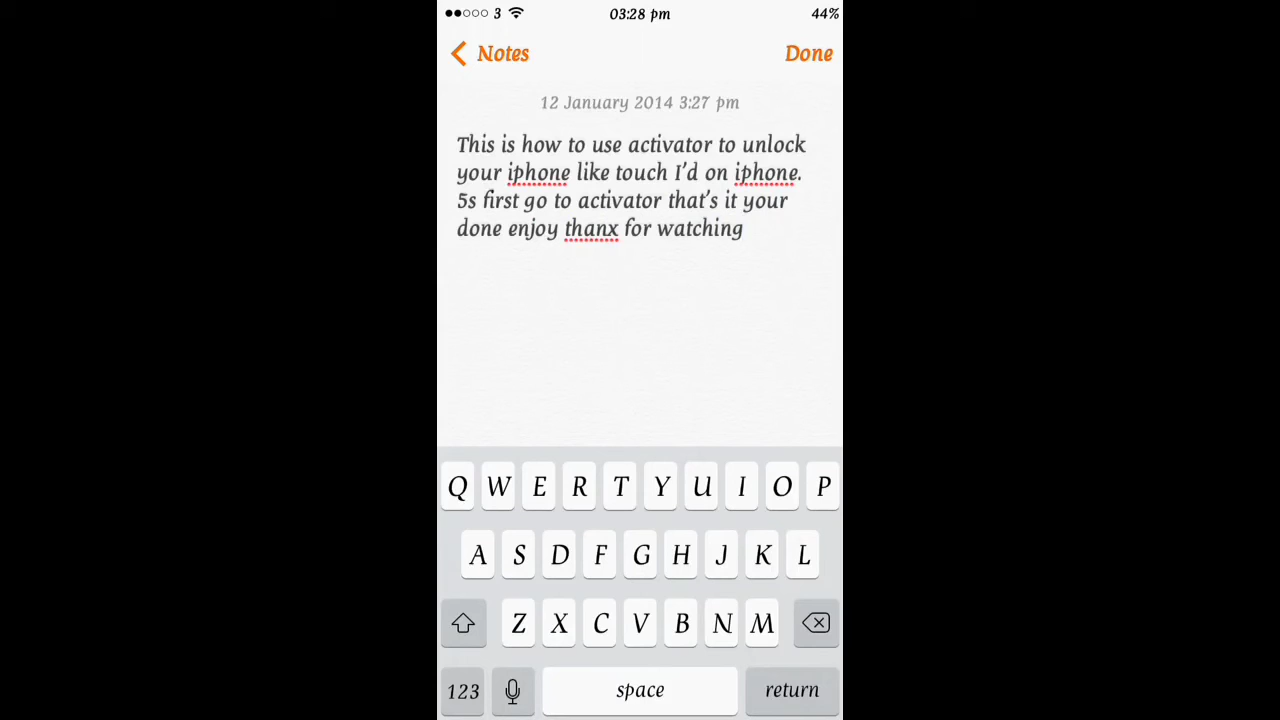 3 03:28 pm 44%
Notes Done
12 January 2014 3:27 pm
This is how to use activator to unlock
your iphone like touch I'd on iphone.
5s first go to activator that's it your
done enjoy thanx for watching
Q W E R T Y U I O P
A S D F G H J K L
Z X C V B N M
123 space return